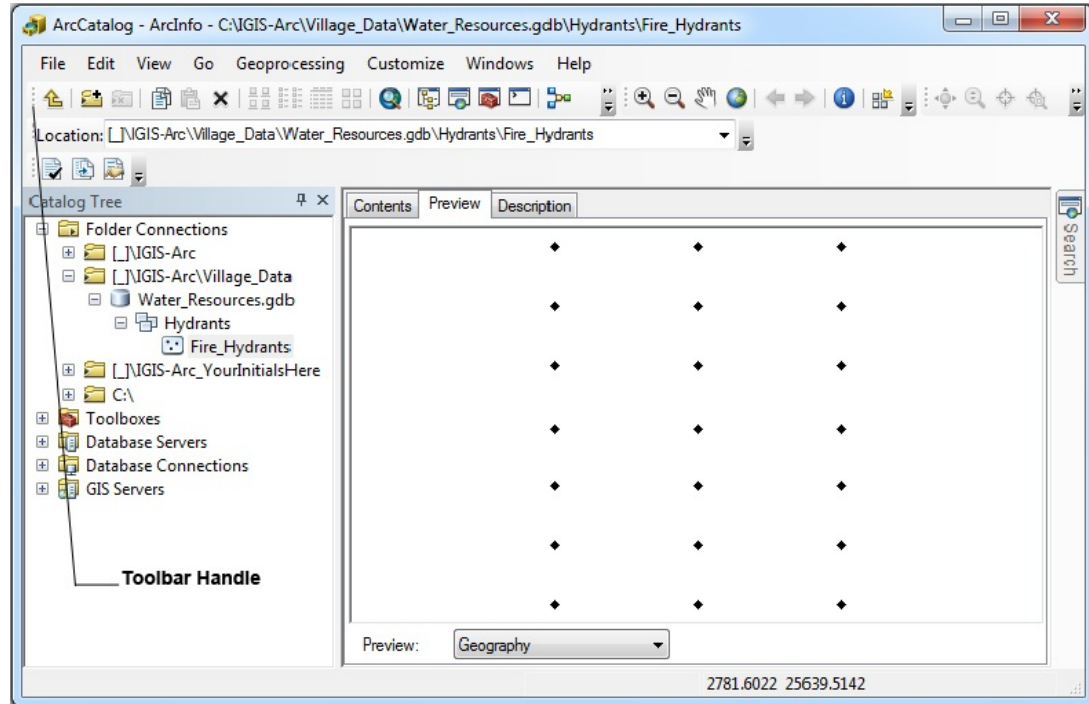 ArcCatalog - ArcInfo - C:\IGIS-Arc\Village_Data\Water_Resources.gdb\Hydrants\Fire_Hydrants
File Edit View Go Geoprocessing Customize Windows Help
Location: [_]\IGIS-Arc\Village_Data\Water_Resources.gdb\Hydrants\Fire_Hydrants
Catalog Tree
Folder Connections
[_]\IGIS-Arc
[_]\IGIS-Arc\Village_Data
Water_Resources.gdb
Hydrants
Fire_Hydrants
[_]\IGIS-Arc_YourInitialsHere
C:\
Toolboxes
Database Servers
Database Connections
GIS Servers
Toolbar Handle
Contents Preview Description
Search
Preview: Geography
2781.6022 25639.5142